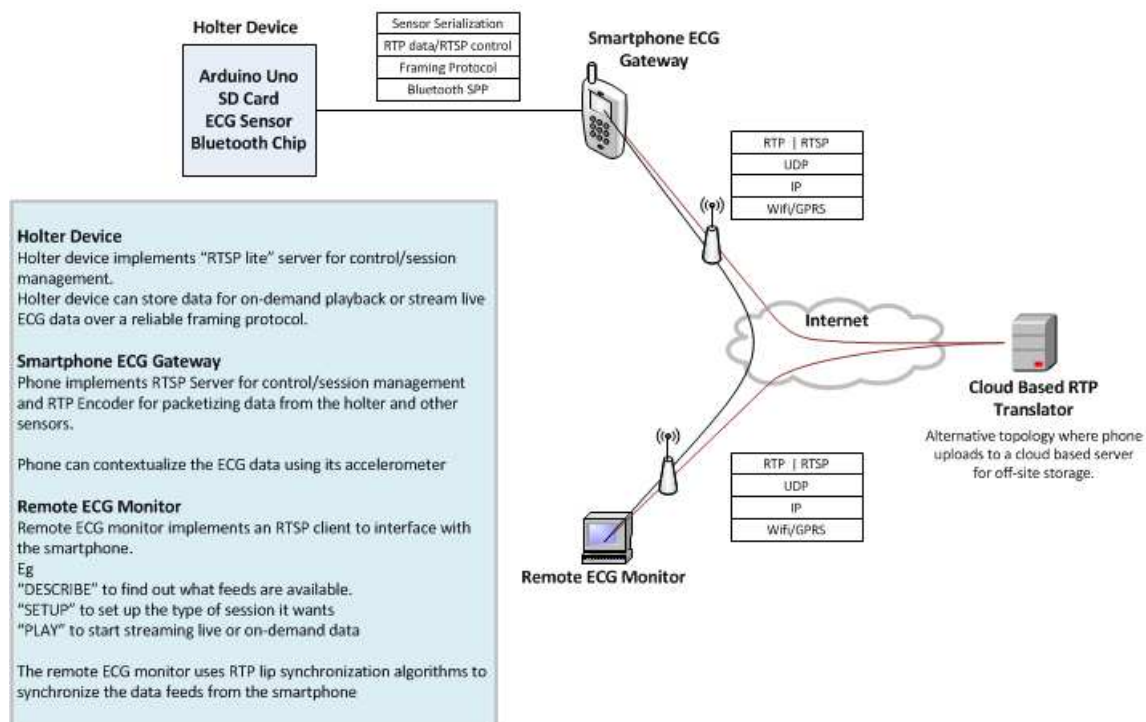 Holter Device
Arduino Uno
SD Card
ECG Sensor
Bluetooth Chip
Sensor Serialization
RTP data/RTSP control
Framing Protocol
Bluetooth SPP
Smartphone ECG
Gateway
RTP | RTSP
UDP
IP
Wifi/GPRS
Internet
Cloud Based RTP
Translator
Alternative topology where phone
uploads to a cloud based server
for off-site storage.
RTP | RTSP
UDP
IP
Wifi/GPRS
Remote ECG Monitor
Holter Device
Holter device implements “RTSP lite” server for control/session
management.
Holter device can store data for on-demand playback or stream live
ECG data over a reliable framing protocol.
Smartphone ECG Gateway
Phone implements RTSP Server for control/session management
and RTP Encoder for packetizing data from the holter and other
sensors.
Phone can contextualize the ECG data using its accelerometer
Remote ECG Monitor
Remote ECG monitor implements an RTSP client to interface with
the smartphone.
Eg
“DESCRIBE” to find out what feeds are available.
“SETUP” to set up the type of session it wants
“PLAY” to start streaming live or on-demand data
The remote ECG monitor uses RTP lip synchronization algorithms to
synchronize the data feeds from the smartphone